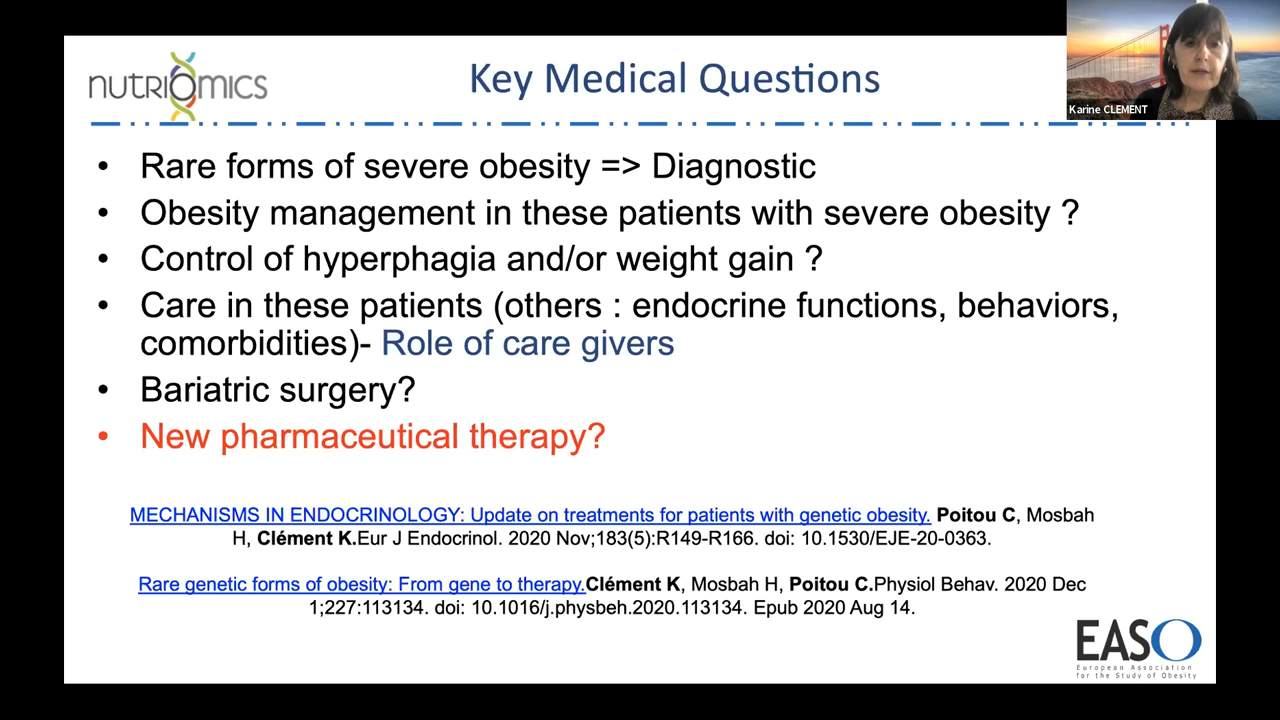 nutriomics
Key Medical Questions
Karine CLEMENT
• Rare forms of severe obesity => Diagnostic
• Obesity management in these patients with severe obesity ?
• Control of hyperphagia and/or weight gain ?
• Care in these patients (others : endocrine functions, behaviors,
comorbidities)- Role of care givers
• Bariatric surgery?
• New pharmaceutical therapy?
MECHANISMS IN ENDOCRINOLOGY: Update on treatments for patients with genetic obesity. Poitou C, Mosbah
H, Clément K.Eur J Endocrinol. 2020 Nov;183(5):R149-R166. doi: 10.1530/EJE-20-0363.
Rare genetic forms of obesity: From gene to therapy.Clément K, Mosbah H, Poitou C.Physiol Behav. 2020 Dec
1;227:113134. doi: 10.1016/j.physbeh.2020.113134. Epub 2020 Aug 14.
EASO
European Association
for the Study of Obesity